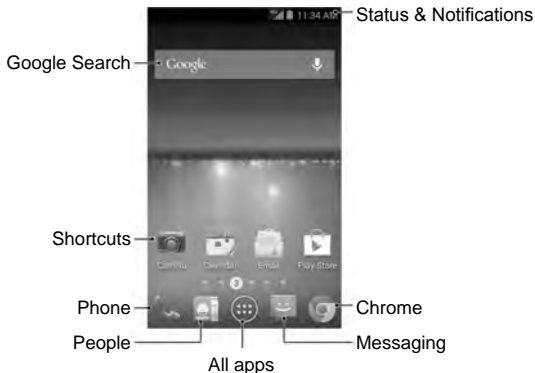 11:34 AM
Status & Notifications
Google Search
Google
Shortcuts
Camera Calendar Email Play Store
3
Phone
Chrome
People
Messaging
All apps